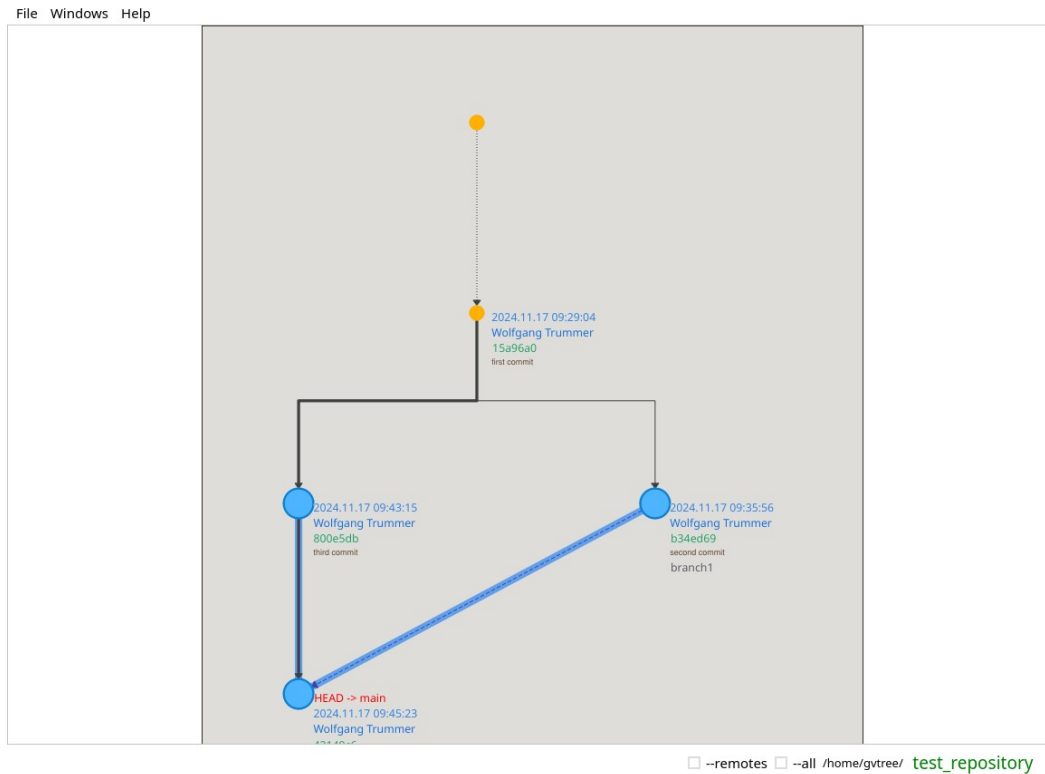 File Windows Help
2024.11.17 09:29:04
Wolfgang Trummer
15a96a0
first commit
2024.11.17 09:43:15
Wolfgang Trummer
800e5db
third commit
2024.11.17 09:35:56
Wolfgang Trummer
b34ed69
second commit
branch1
HEAD -> main
2024.11.17 09:45:23
Wolfgang Trummer
--remotes --all /home/gvtree/ test_repository